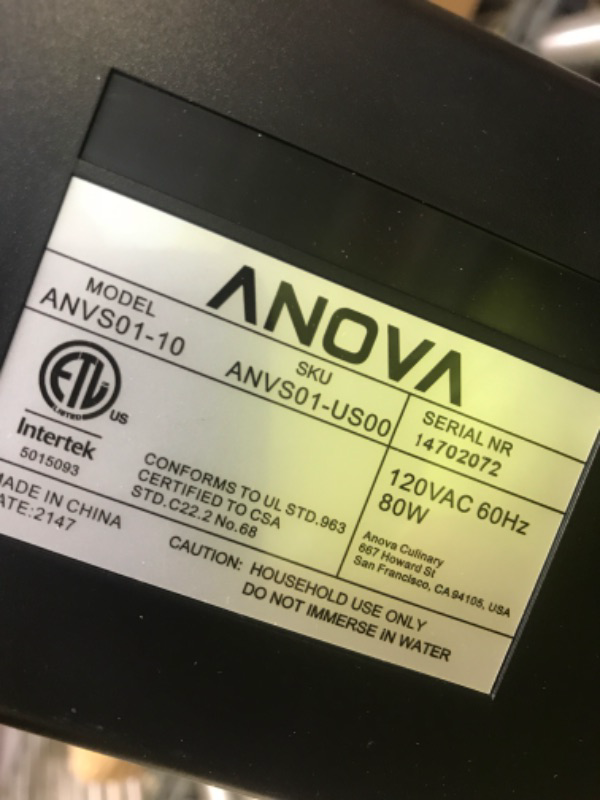 ANOVA
MODEL
ANVS01-10
SKU
ANVS01-US00
SERIAL NR
14702072
ETL
LISTED
US
Intertek
5015093
CONFORMS TO UL STD.963
CERTIFIED TO CSA
STD.C22.2 No.68
120VAC 60Hz
80W
Anova Culinary
667 Howard St
San Francisco, CA 94105, USA
MADE IN CHINA
ATE:2147
CAUTION: HOUSEHOLD USE ONLY
DO NOT IMMERSE IN WATER